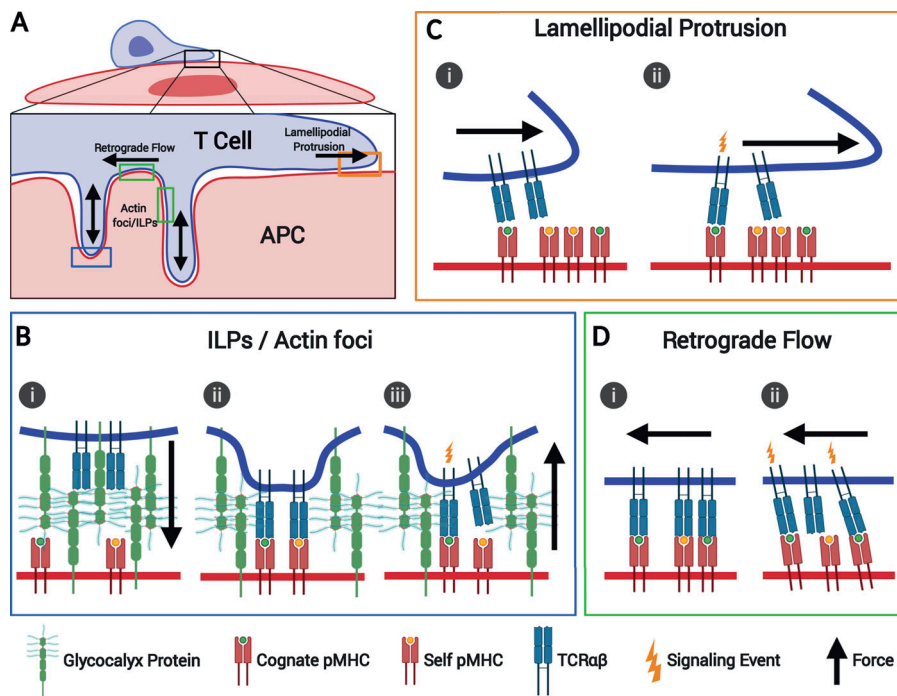 A
T Cell
Retrograde Flow
Lamellipodial
Protrusion
Actin
foci/ILPs
APC
C
Lamellipodial Protrusion
i
ii
B
ILPs / Actin foci
i
ii
iii
D
Retrograde Flow
i
ii
Glycocalyx Protein
Cognate pMHC
Self pMHC
TCRαβ
Signaling Event
Force